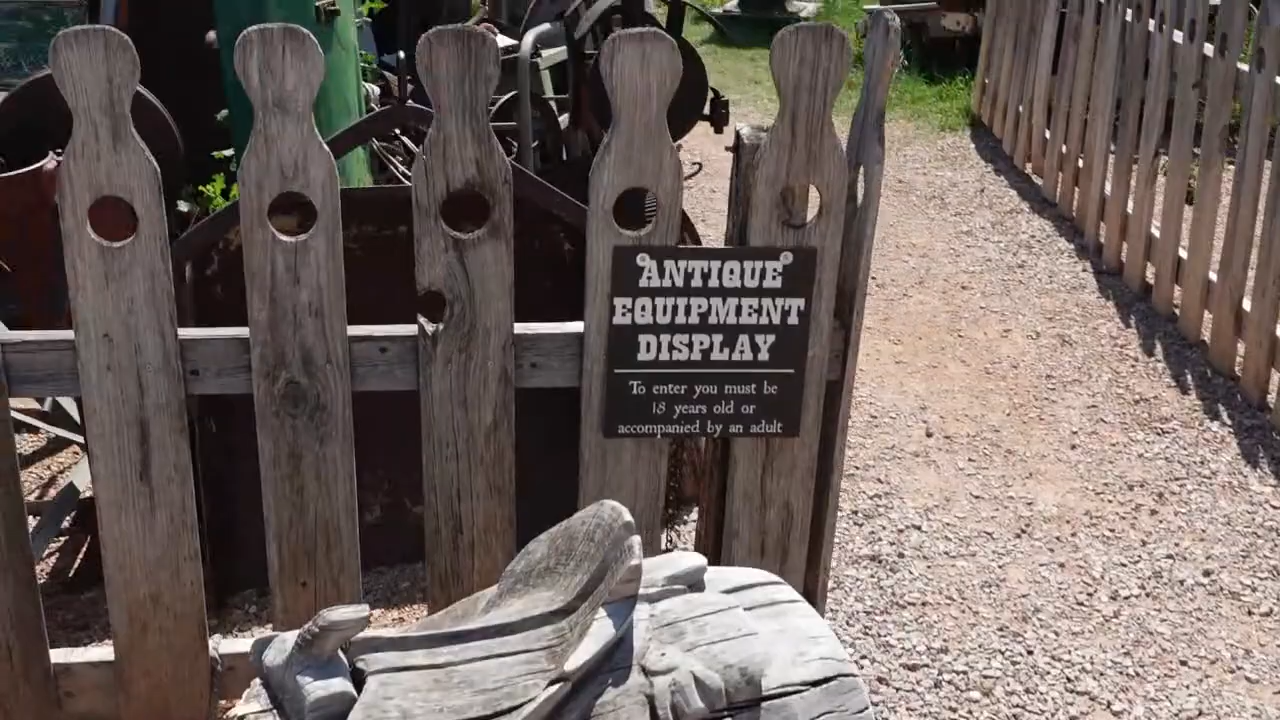 ANTIQUE
EQUIPMENT
DISPLAY
To enter you must be
18 years old or
accompanied by an adult